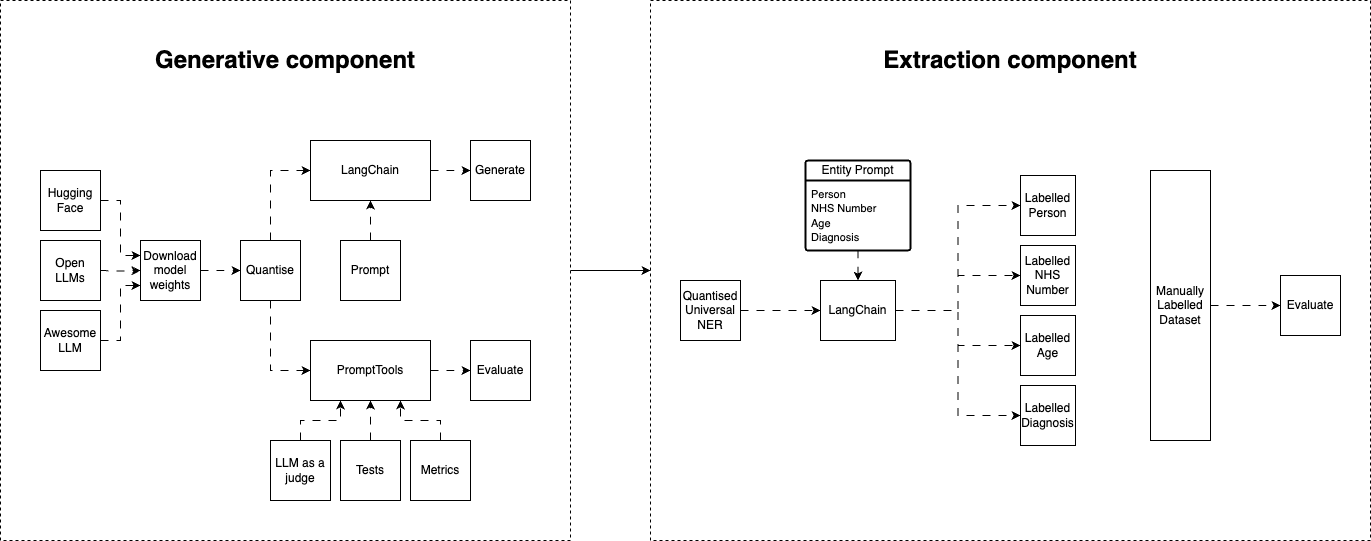 Generative component
Hugging
Face
Open
LLMs
Awesome
LLM
Download
model
weights
Quantise
LangChain
Generate
Prompt
PromptTools
Evaluate
LLM as a
judge
Tests
Metrics
Extraction component
Quantised
Universal
NER
Entity Prompt
Person
NHS Number
Age
Diagnosis
LangChain
Labelled
Person
Labelled
NHS
Number
Labelled
Age
Labelled
Diagnosis
Manually
Labelled
Dataset
Evaluate